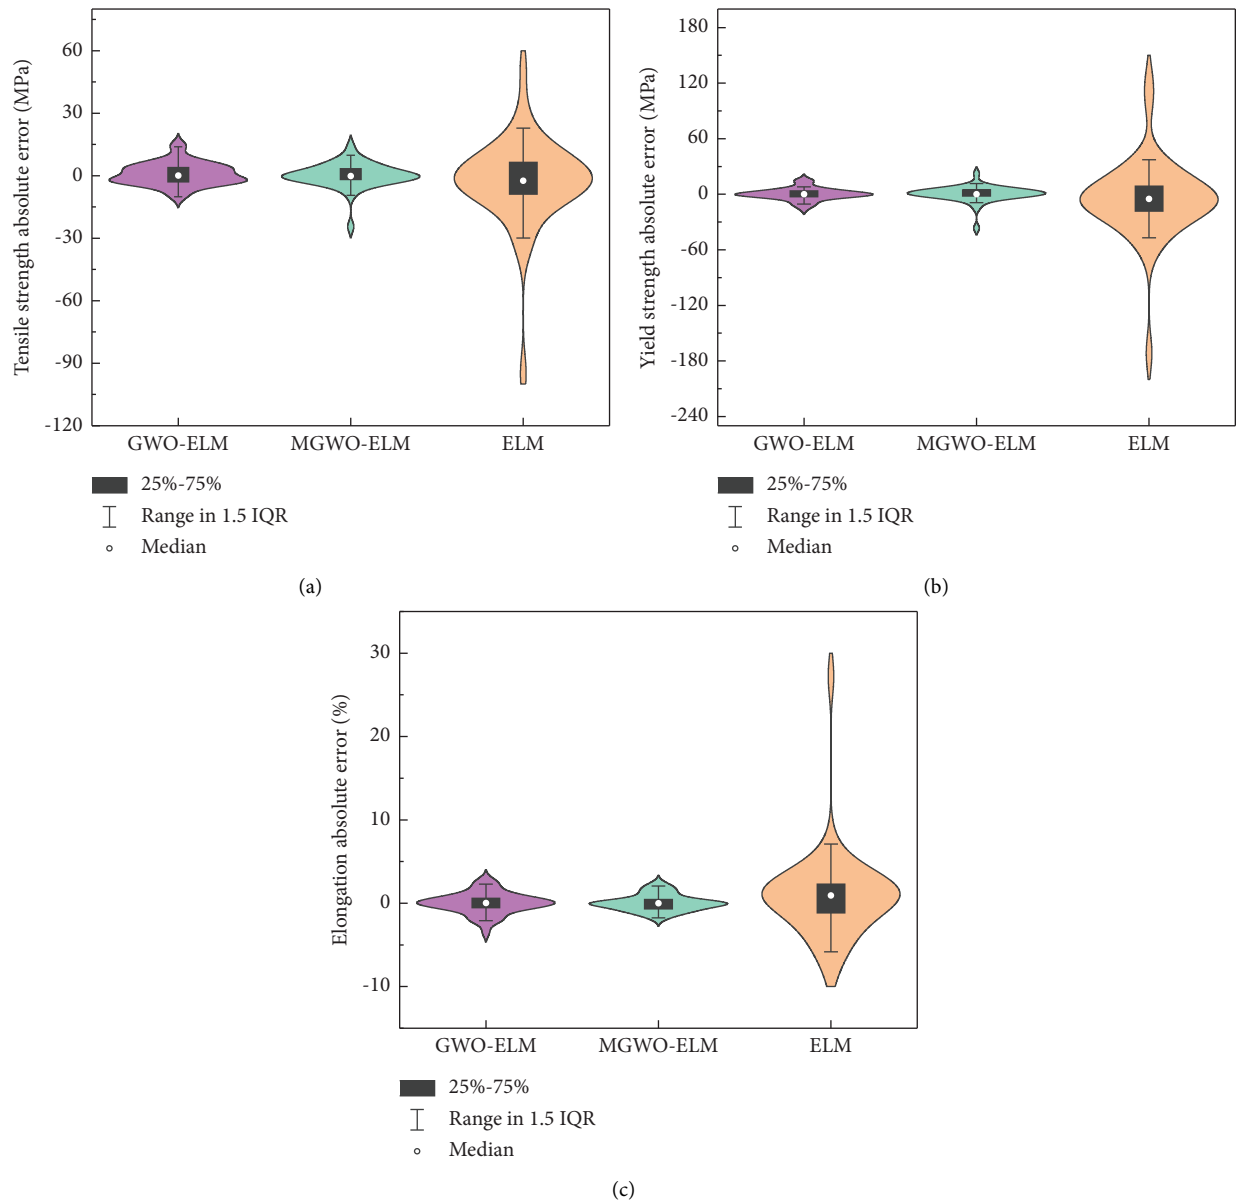 Tensile strength absolute error (MPa)
60
30
0
-30
-60
-90
-120
GWO-ELM MGWO-ELM ELM
25%-75%
Range in 1.5 IQR
Median
(a)
Yield strength absolute error (MPa)
180
120
60
0
-60
-120
-180
-240
GWO-ELM MGWO-ELM ELM
25%-75%
Range in 1.5 IQR
Median
(b)
Elongation absolute error (%)
30
20
10
0
-10
GWO-ELM MGWO-ELM ELM
25%-75%
Range in 1.5 IQR
Median
(c)